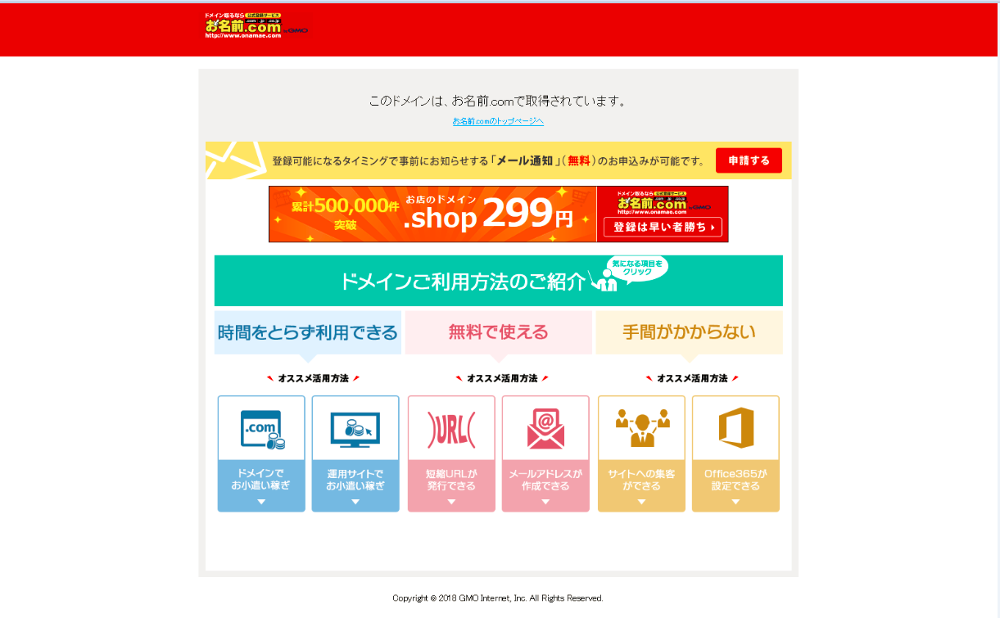 ドメイン取るなら 公式登録サービス
お名前.com .com .jp .co.jp by GMO
http://www.onamae.com
このドメインは、お名前.comで取得されています。
お名前.comのトップページへ
登録可能になるタイミングで事前にお知らせする「メール通知」（無料）のお申込みが可能です。 申請する
累計500,000件
突破
お店のドメイン
.shop 299円
ドメイン取るなら 公式登録サービス
お名前.com .com .jp .co.jp by GMO
http://www.onamae.com
登録は早い者勝ち
ドメインご利用方法のご紹介
気になる項目を
クリック
時間をとらず利用できる
無料で使える
手間がかからない
オススメ活用方法
オススメ活用方法
オススメ活用方法
.com
ドメインで
お小遣い稼ぎ
運用サイトで
お小遣い稼ぎ
URL
短縮URLが
発行できる
@
メールアドレスが
作成できる
サイトへの集客
ができる
Office365が
設定できる
Copyright © 2018 GMO Internet, Inc. All Rights Reserved.